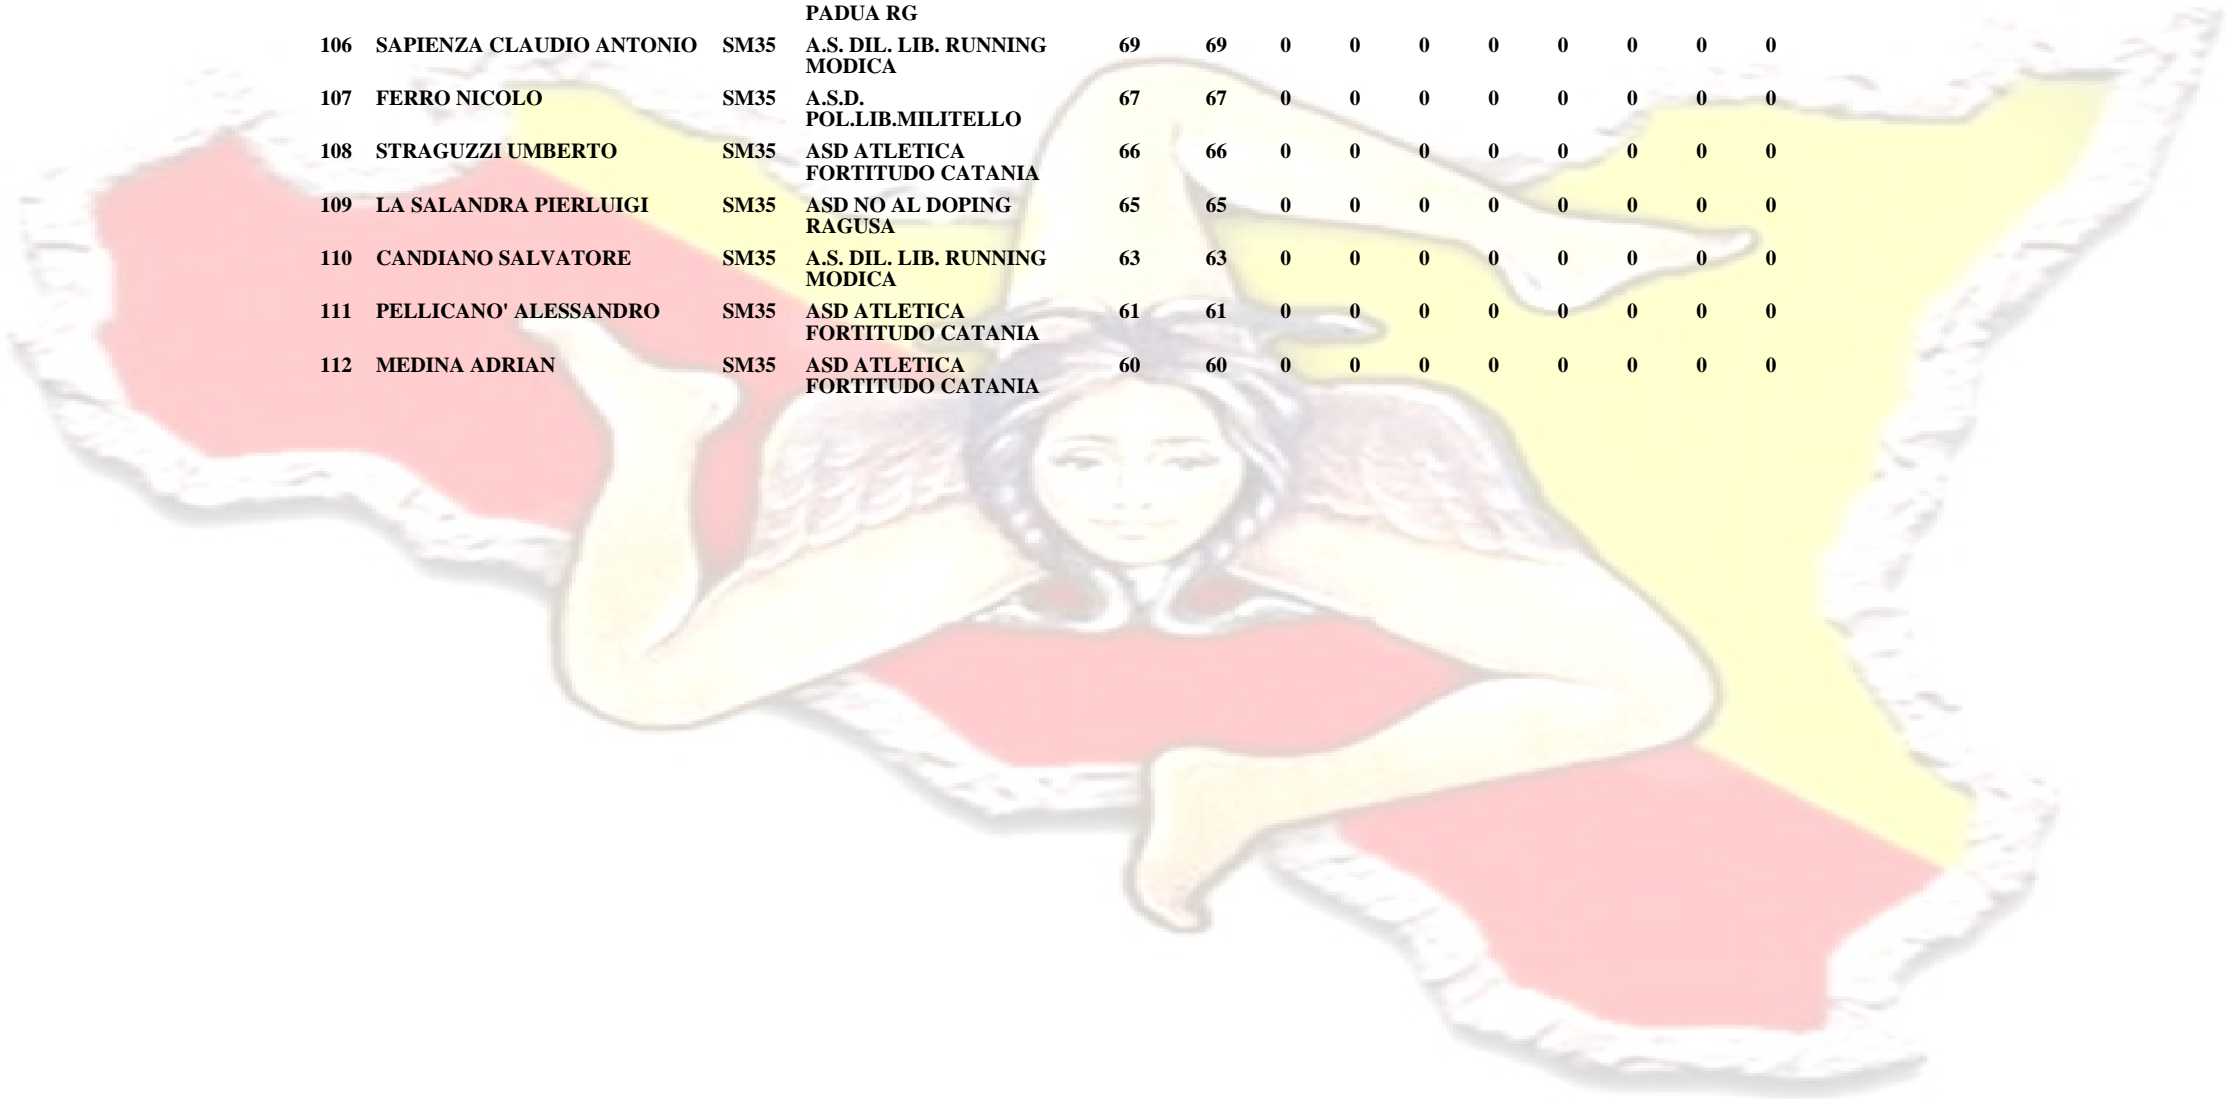 PADUA RG
106 SAPIENZA CLAUDIO ANTONIO SM35 A.S. DIL. LIB. RUNNING 69 69 0 0 0 0 0 0 0 0
MODICA
107 FERRO NICOLO SM35 A.S.D. 67 67 0 0 0 0 0 0 0 0
POL.LIB.MILITELLO
108 STRAGUZZI UMBERTO SM35 ASD ATLETICA 66 66 0 0 0 0 0 0 0 0
FORTITUDO CATANIA
109 LA SALANDRA PIERLUIGI SM35 ASD NO AL DOPING 65 65 0 0 0 0 0 0 0 0
RAGUSA
110 CANDIANO SALVATORE SM35 A.S. DIL. LIB. RUNNING 63 63 0 0 0 0 0 0 0 0
MODICA
111 PELLICANO' ALESSANDRO SM35 ASD ATLETICA 61 61 0 0 0 0 0 0 0 0
FORTITUDO CATANIA
112 MEDINA ADRIAN SM35 ASD ATLETICA 60 60 0 0 0 0 0 0 0 0
FORTITUDO CATANIA